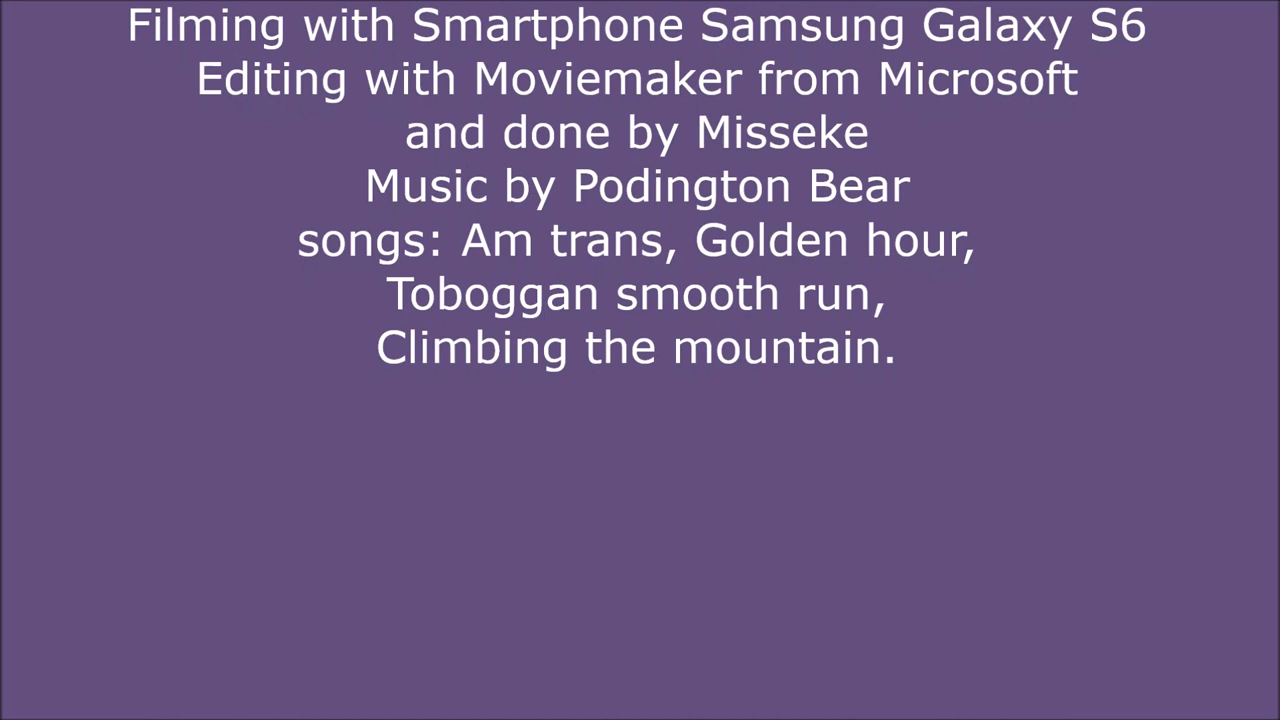 Filming with Smartphone Samsung Galaxy S6
Editing with Moviemaker from Microsoft
and done by Misseke
Music by Podington Bear
songs: Am trans, Golden hour,
Toboggan smooth run,
Climbing the mountain.